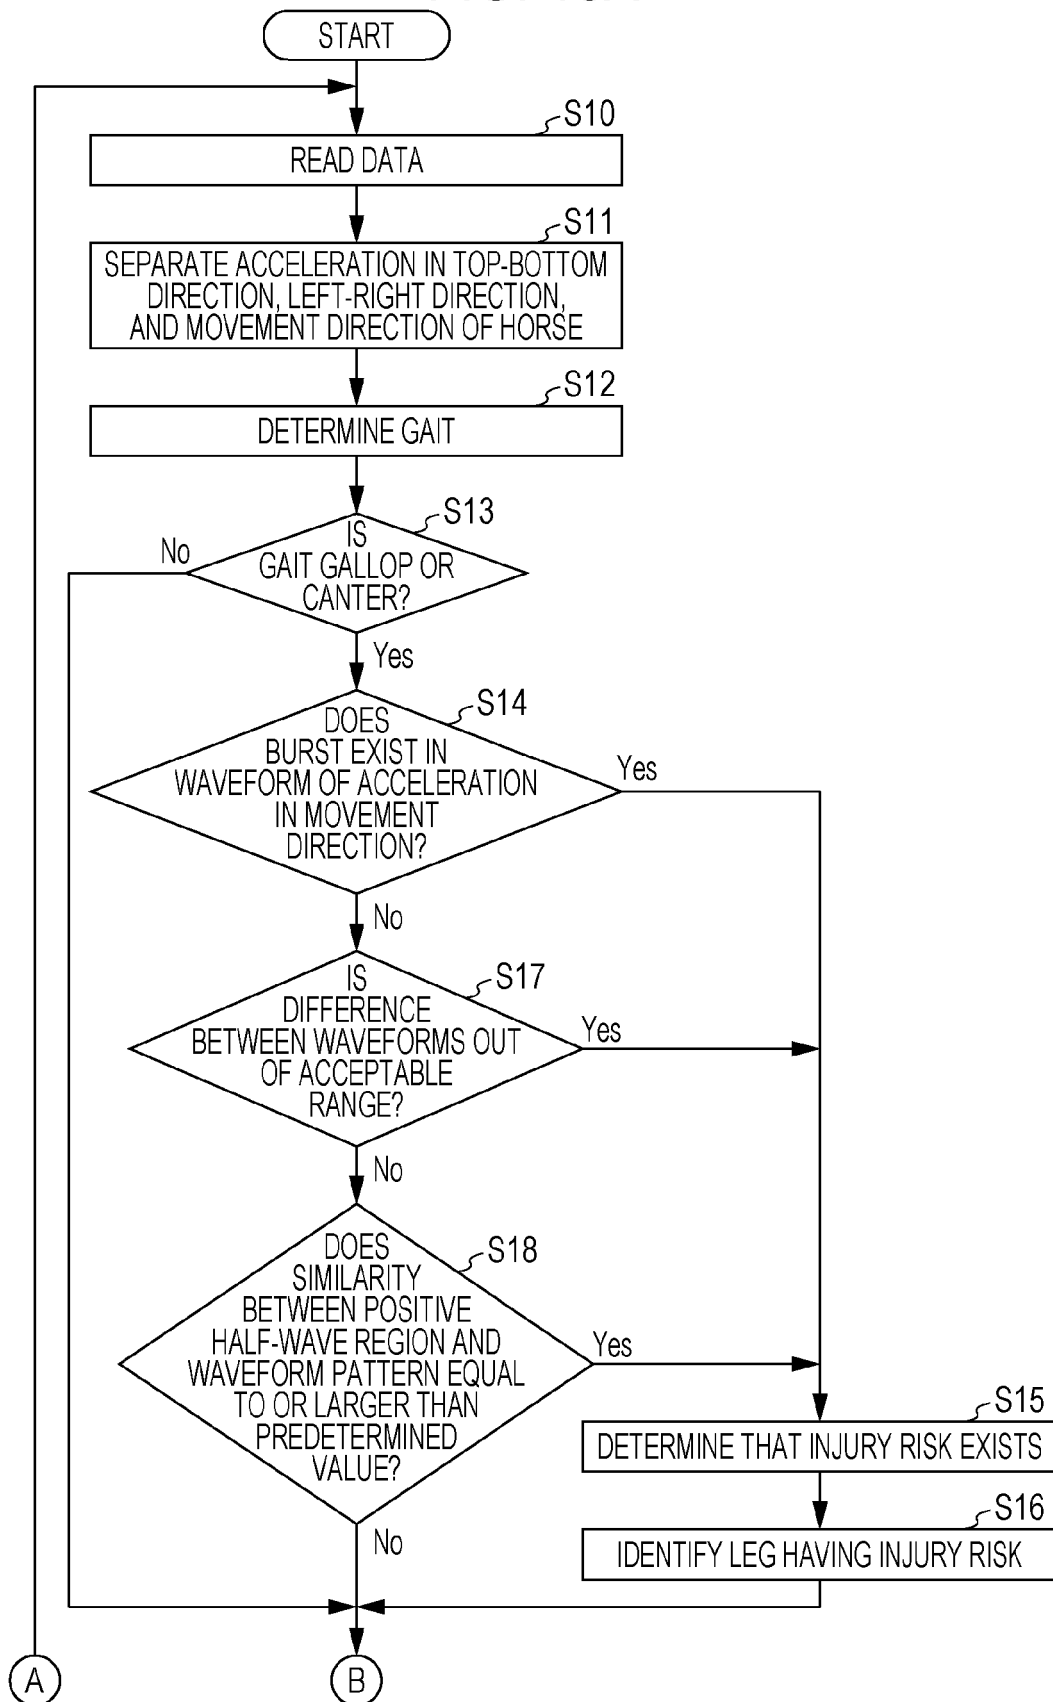 START
S10
READ DATA
S11
SEPARATE ACCELERATION IN TOP-BOTTOM
DIRECTION, LEFT-RIGHT DIRECTION,
AND MOVEMENT DIRECTION OF HORSE
S12
DETERMINE GAIT
S13
IS
GAIT GALLOP OR
CANTER?
No
Yes
S14
DOES
BURST EXIST IN
WAVEFORM OF ACCELERATION
IN MOVEMENT
DIRECTION?
Yes
No
S17
IS
DIFFERENCE
BETWEEN WAVEFORMS OUT
OF ACCEPTABLE
RANGE?
Yes
No
S18
DOES
SIMILARITY
BETWEEN POSITIVE
HALF-WAVE REGION AND
WAVEFORM PATTERN EQUAL
TO OR LARGER THAN
PREDETERMINED
VALUE?
Yes
No
S15
DETERMINE THAT INJURY RISK EXISTS
S16
IDENTIFY LEG HAVING INJURY RISK
A
B